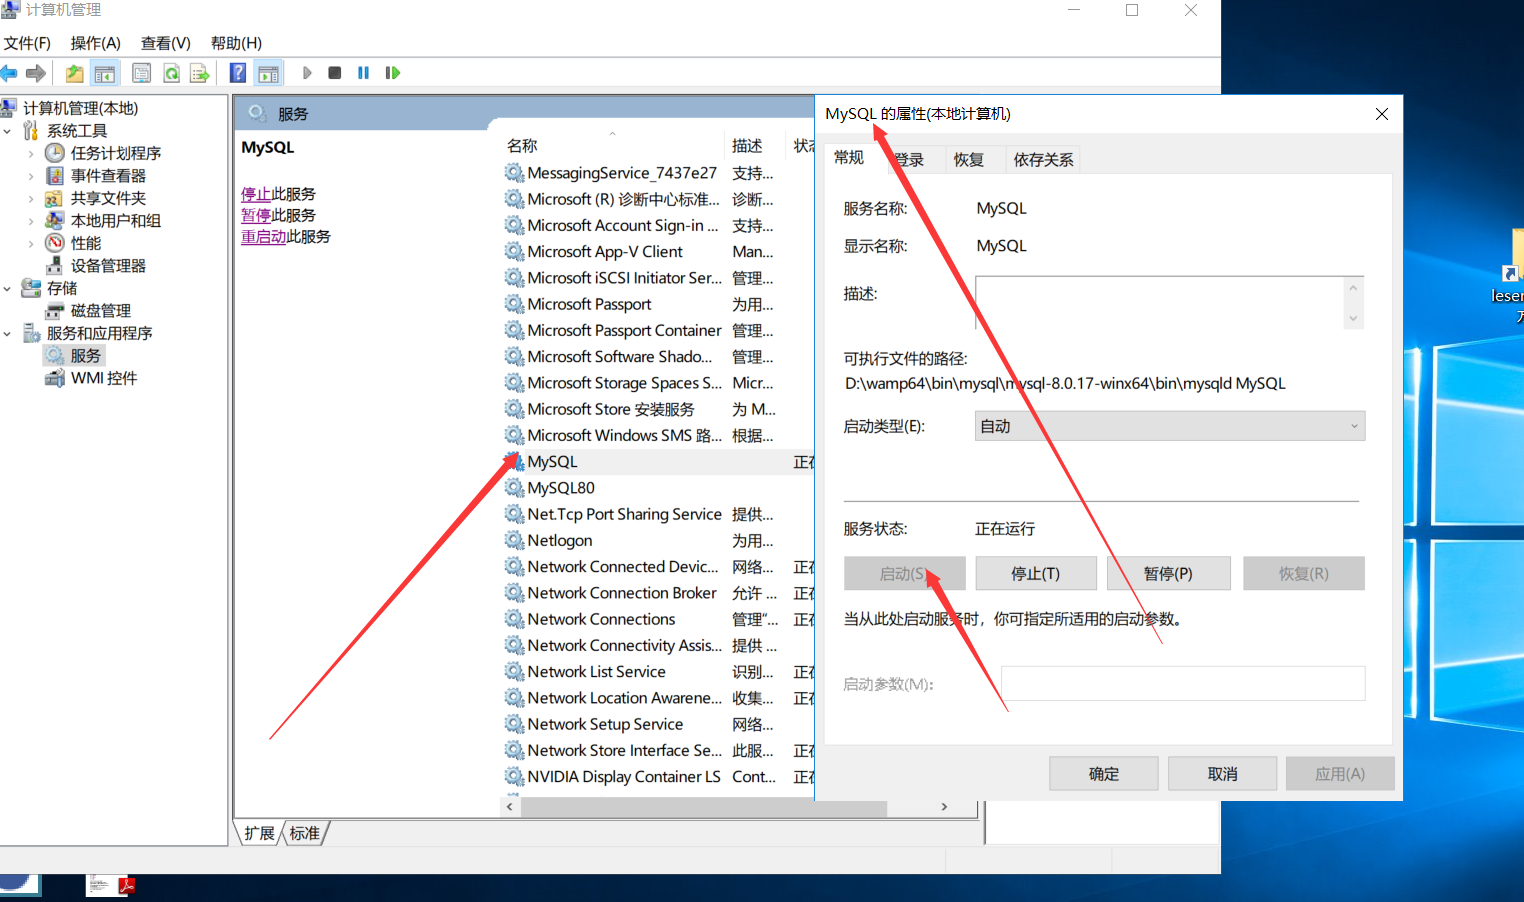 计算机管理
文件(F) 操作(A) 查看(V) 帮助(H)
计算机管理(本地)
系统工具
任务计划程序
事件查看器
共享文件夹
本地用户和组
性能
设备管理器
存储
磁盘管理
服务和应用程序
服务
WMI 控件
服务
MySQL
停止此服务
暂停此服务
重启动此服务
名称 描述
MessagingService_7437e27 支持...
Microsoft (R) 诊断中心标准... 诊断...
Microsoft Account Sign-in ... 支持...
Microsoft App-V Client Man...
Microsoft iSCSI Initiator Ser... 管理...
Microsoft Passport 为用...
Microsoft Passport Container 管理...
Microsoft Software Shado... 管理...
Microsoft Storage Spaces S... Micr...
Microsoft Store 安装服务 为 M...
Microsoft Windows SMS 路... 根据...
MySQL 正在
MySQL80
Net.Tcp Port Sharing Service 提供...
Netlogon 为用...
Network Connected Devic... 网络... 正在
Network Connection Broker 允许 ... 正在
Network Connections 管理“... 正在
Network Connectivity Assis... 提供 ...
Network List Service 识别... 正在
Network Location Awarene... 收集... 正在
Network Setup Service 网络...
Network Store Interface Se... 此服... 正在
NVIDIA Display Container LS Cont... 正在
扩展 标准
MySQL 的属性(本地计算机)
常规 登录 恢复 依存关系
服务名称: MySQL
显示名称: MySQL
描述:
可执行文件的路径:
D:\wamp64\bin\mysql\mysql-8.0.17-winx64\bin\mysqld MySQL
启动类型(E): 自动
服务状态: 正在运行
启动(S) 停止(T) 暂停(P) 恢复(R)
当从此处启动服务时，你可指定所适用的启动参数。
启动参数(M):
确定 取消 应用(A)